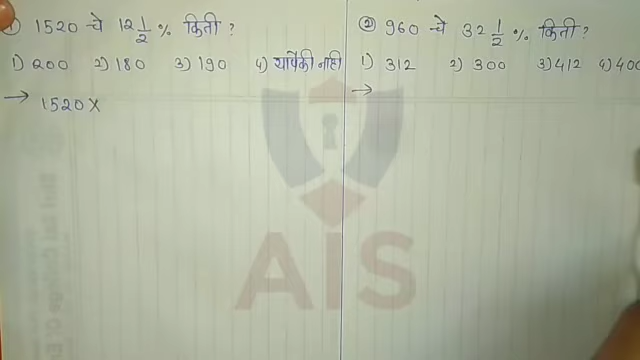 ① 1520 चे 12 1/2 % किती ?
1) 200 2) 180 3) 190 4) यापैकी नाही
→ 1520 X
② 960 चे 32 1/2 % किती ?
1) 312 2) 300 3) 412 4) 400
→
AIS